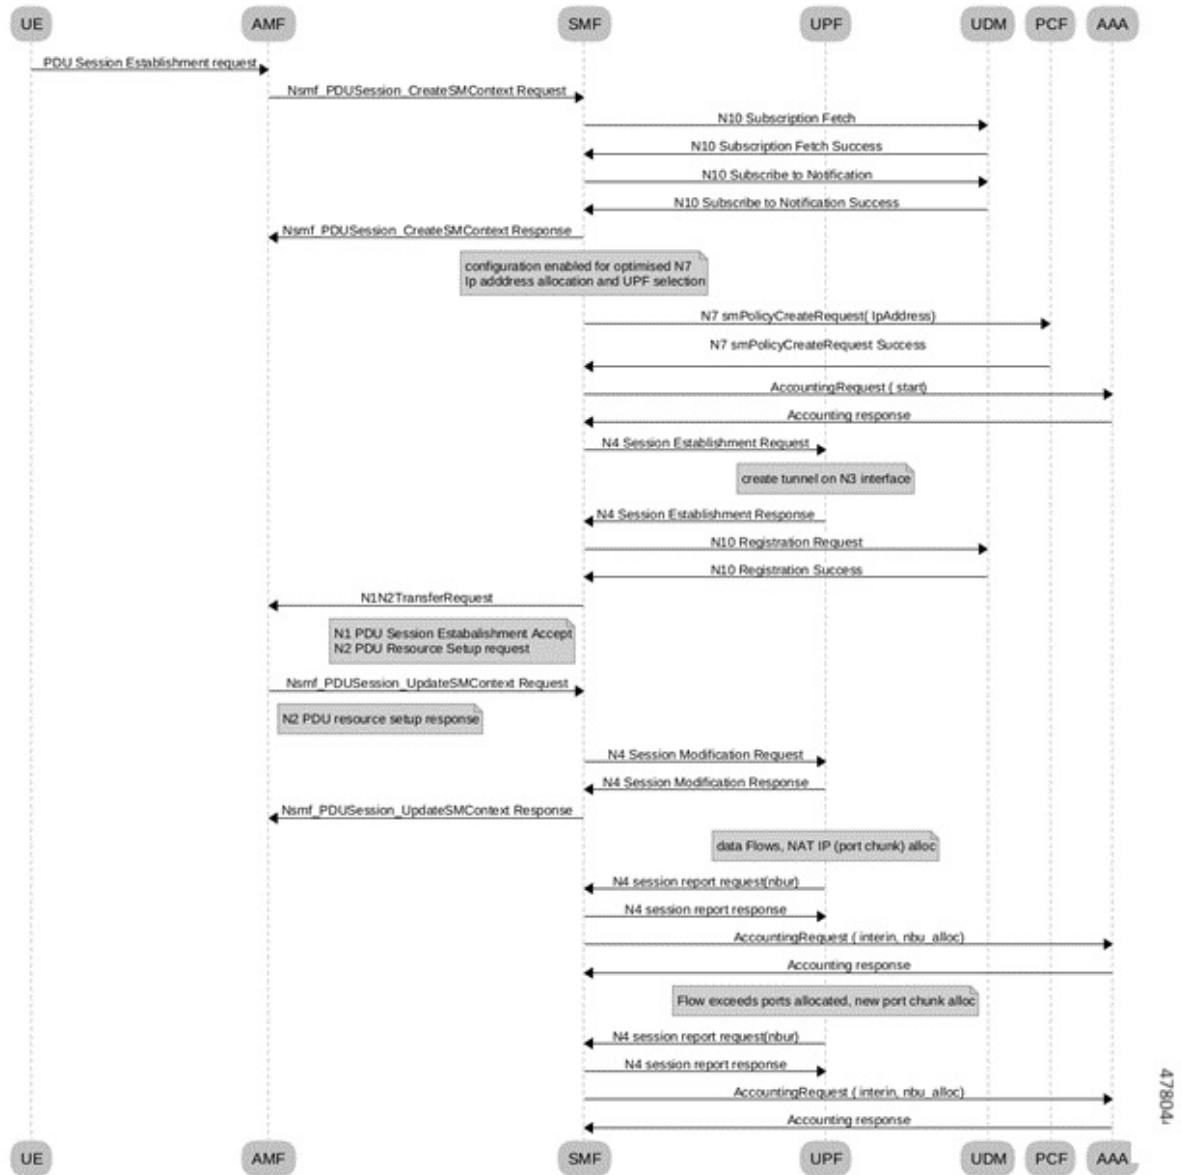 UE AMF SMF UPF UDM PCF AAA
PDU Session Establishment request
Nsmf_PDUSession_CreateSMContext Request
N10 Subscription Fetch
N10 Subscription Fetch Success
N10 Subscribe to Notification
N10 Subscribe to Notification Success
Nsmf_PDUSession_CreateSMContext Response
configuration enabled for optimised N7
Ip adddress allocation and UPF selection
N7 smPolicyCreateRequest( IpAddress)
N7 smPolicyCreateRequest Success
AccountingRequest ( start)
Accounting response
N4 Session Establishment Request
create tunnel on N3 interface
N4 Session Establishment Response
N10 Registration Request
N10 Registration Success
N1N2TransferRequest
N1 PDU Session Estabalishment Accept
N2 PDU Resource Setup request
Nsmf_PDUSession_UpdateSMContext Request
N2 PDU resource setup response
N4 Session Modification Request
N4 Session Modification Response
Nsmf_PDUSession_UpdateSMContext Response
data Flows, NAT IP (port chunk) alloc
N4 session report request(nbur)
N4 session report response
AccountingRequest ( interin, nbu_alloc)
Accounting response
Flow exceeds ports allocated, new port chunk alloc
N4 session report request(nbur)
N4 session report response
AccountingRequest ( interin, nbu_alloc)
Accounting response
UE AMF SMF UPF UDM PCF AAA